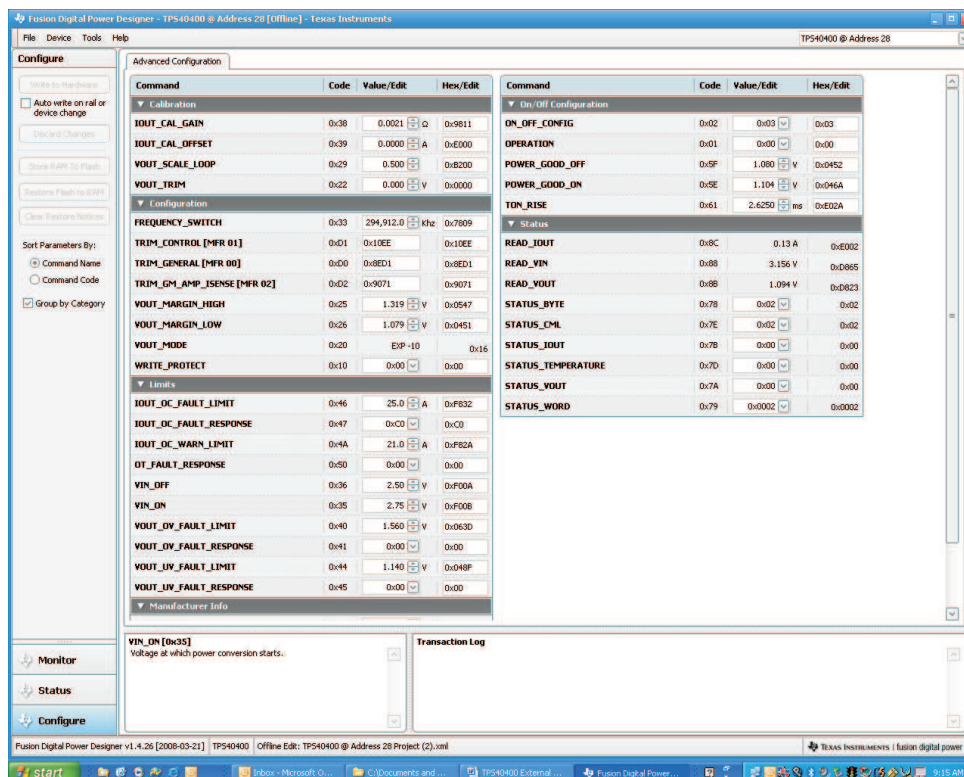 Fusion Digital Power Designer - TPS40400 @ Address 28 [Offline] - Texas Instruments
File Device Tools Help
TPS40400 @ Address 28
Configure
Write to Hardware
Auto write on rail or
device change
Discard Changes
Store RAM To Flash
Restore Flash to RAM
Clear Restore Notices
Sort Parameters By:
Command Name
Command Code
Group by Category
Advanced Configuration
Command Code Value/Edit Hex/Edit
Calibration
IOUT_CAL_GAIN 0x38 0.0021 Ω 0x9811
IOUT_CAL_OFFSET 0x39 0.0000 A 0xE000
VOUT_SCALE_LOOP 0x29 0.500 0xB200
VOUT_TRIM 0x22 0.000 V 0x0000
Configuration
FREQUENCY_SWITCH 0x33 294,912.0 Khz 0x7809
TRIM_CONTROL [MFR 01] 0xD1 0x10EE 0x10EE
TRIM_GENERAL [MFR 00] 0xD0 0x8ED1 0x8ED1
TRIM_GM_AMP_ISENSE [MFR 02] 0xD2 0x9071 0x9071
VOUT_MARGIN_HIGH 0x25 1.319 V 0x0547
VOUT_MARGIN_LOW 0x26 1.079 V 0x0451
VOUT_MODE 0x20 EXP -10 0x16
WRITE_PROTECT 0x10 0x00 0x00
Limits
IOUT_OC_FAULT_LIMIT 0x46 25.0 A 0xF832
IOUT_OC_FAULT_RESPONSE 0x47 0xC0 0xC0
IOUT_OC_WARN_LIMIT 0x4A 21.0 A 0xF82A
OT_FAULT_RESPONSE 0x50 0x00 0x00
VIN_OFF 0x36 2.50 V 0xF00A
VIN_ON 0x35 2.75 V 0xF00B
VOUT_OV_FAULT_LIMIT 0x40 1.560 V 0x063D
VOUT_OV_FAULT_RESPONSE 0x41 0x00 0x00
VOUT_UV_FAULT_LIMIT 0x44 1.140 V 0x048F
VOUT_UV_FAULT_RESPONSE 0x45 0x00 0x00
Manufacturer Info
Command Code Value/Edit Hex/Edit
On/Off Configuration
ON_OFF_CONFIG 0x02 0x03 0x03
OPERATION 0x01 0x00 0x00
POWER_GOOD_OFF 0x5F 1.080 V 0x0452
POWER_GOOD_ON 0x5E 1.104 V 0x046A
TON_RISE 0x61 2.6250 ms 0xE02A
Status
READ_IOUT 0x8C 0.13 A 0xE002
READ_VIN 0x88 3.156 V 0xD865
READ_VOUT 0x8B 1.094 V 0xD823
STATUS_BYTE 0x78 0x02 0x02
STATUS_CML 0x7E 0x02 0x02
STATUS_IOUT 0x7B 0x00 0x00
STATUS_TEMPERATURE 0x7D 0x00 0x00
STATUS_VOUT 0x7A 0x00 0x00
STATUS_WORD 0x79 0x0002 0x0002
Monitor
Status
Configure
VIN_ON [0x35]
Voltage at which power conversion starts.
Transaction Log
Fusion Digital Power Designer v1.4.26 [2008-03-21] TPS40400 Offline Edit: TPS40400 @ Address 28 Project (2).xml
TEXAS INSTRUMENTS | fusion digital power
start
Inbox - Microsoft O...
C:\Documents and ...
TPS40400 External ...
Fusion Digital Power...
9:15 AM